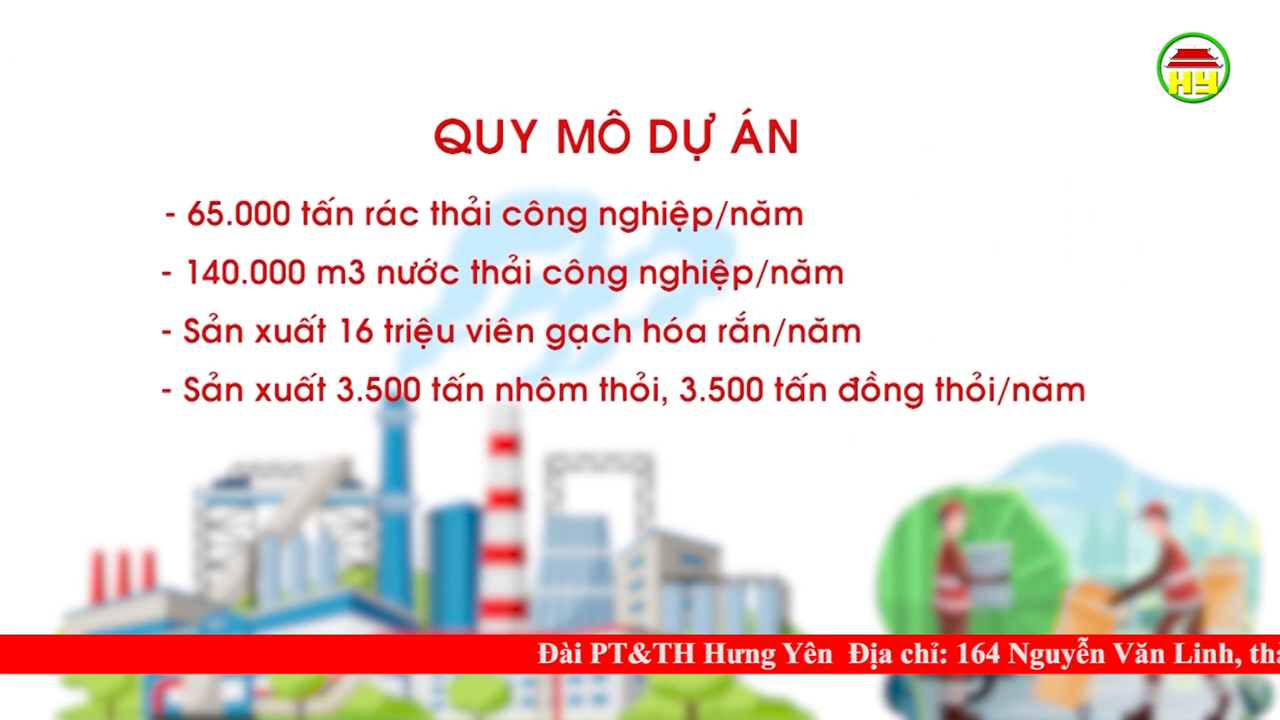 HY
QUY MÔ DỰ ÁN
- 65.000 tấn rác thải công nghiệp/năm
- 140.000 m3 nước thải công nghiệp/năm
- Sản xuất 16 triệu viên gạch hóa rắn/năm
- Sản xuất 3.500 tấn nhôm thỏi, 3.500 tấn đồng thỏi/năm
Đài PT&TH Hưng Yên Địa chỉ: 164 Nguyễn Văn Linh,